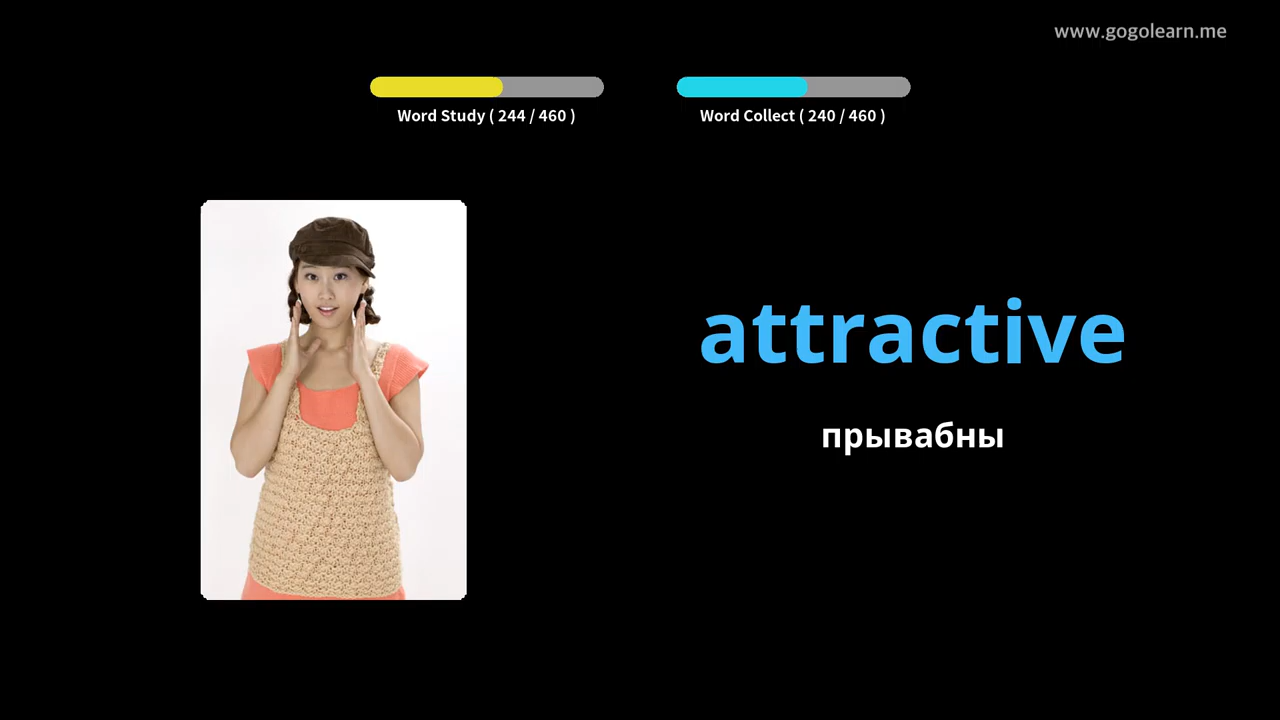 www.gogolearn.me
Word Study ( 244 / 460 )
Word Collect ( 240 / 460 )
attractive
прывабны